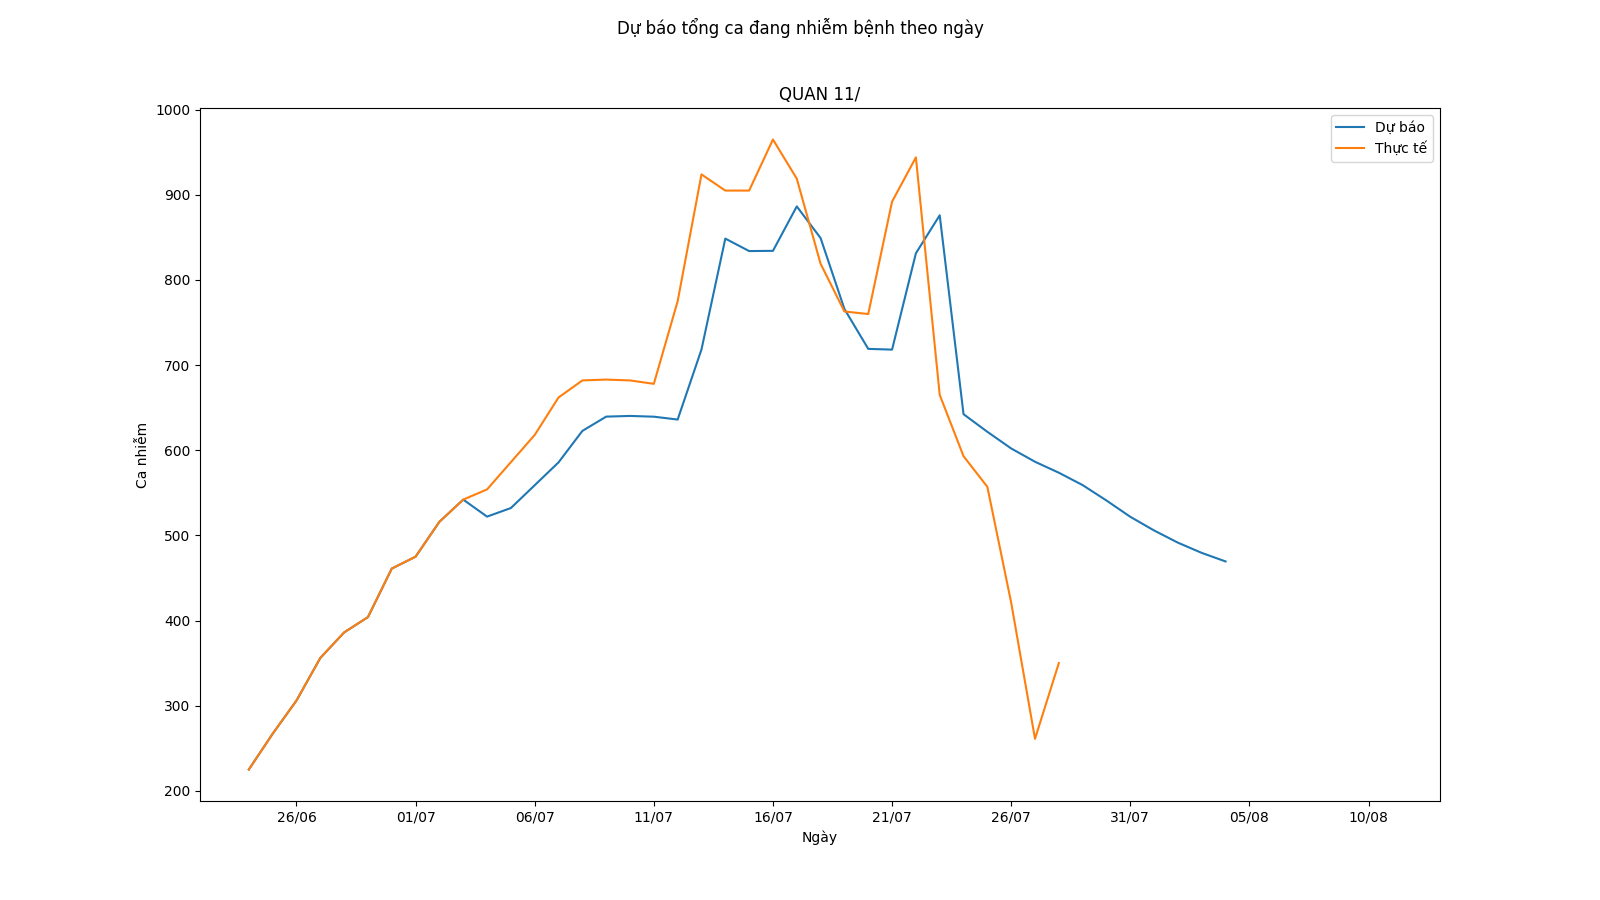 Dự báo tổng ca đang nhiễm bệnh theo ngày
QUAN 11/
Dự báo
Thực tế
Ca nhiễm
1000
900
800
700
600
500
400
300
200
26/06 01/07 06/07 11/07 16/07 21/07 26/07 31/07 05/08 10/08
Ngày